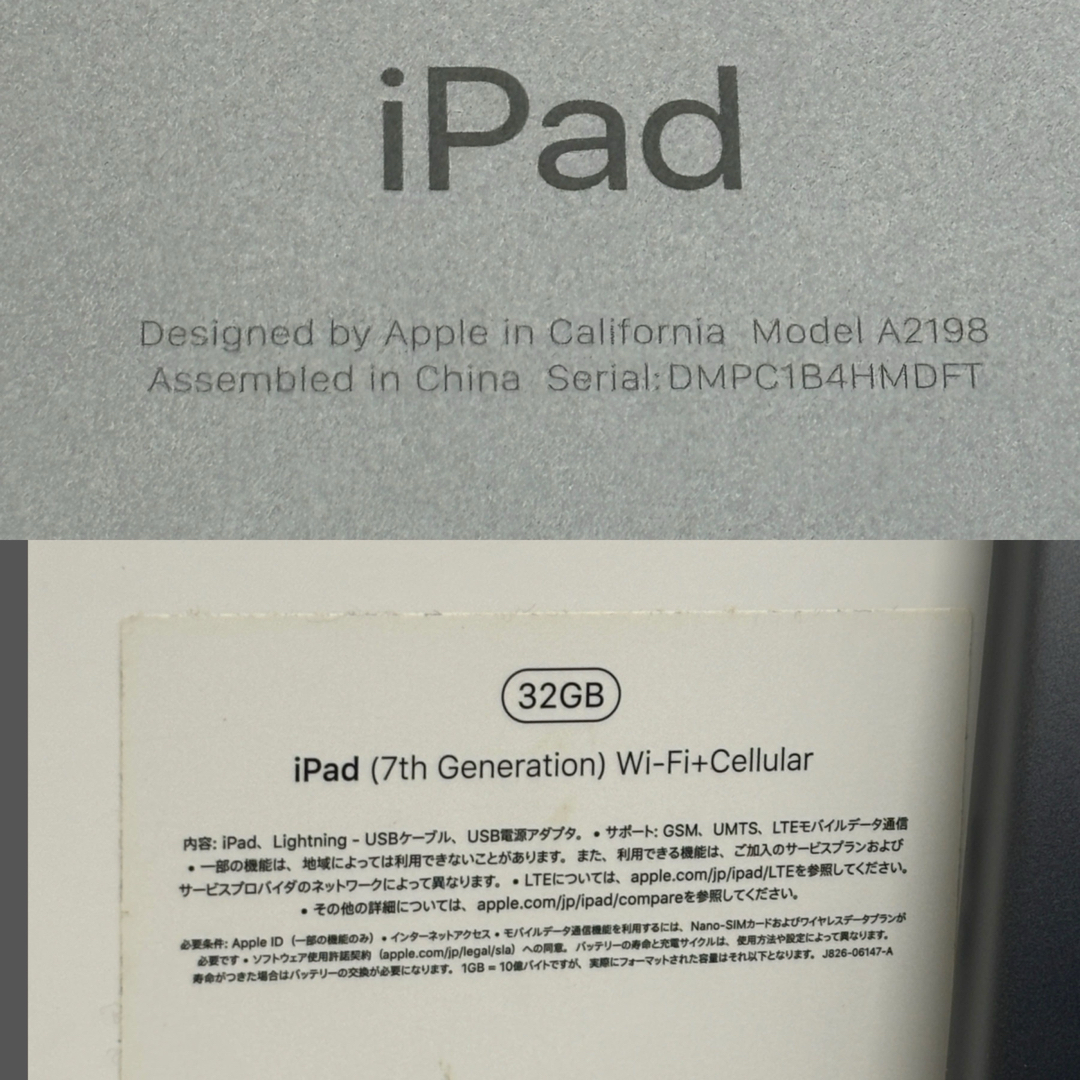 iPad
Designed by Apple in California Model A2198
Assembled in China Serial:DMPC1B4HMDFT
32GB
iPad (7th Generation) Wi-Fi+Cellular
内容: iPad、Lightning - USBケーブル、USB電源アダプタ。 • サポート: GSM、UMTS、LTEモバイルデータ通信
• 一部の機能は、地域によっては利用できないことがあります。 また、利用できる機能は、ご加入のサービスプランおよび
サービスプロバイダのネットワークによって異なります。 • LTEについては、apple.com/jp/ipad/LTEを参照してください。
• その他の詳細については、apple.com/jp/ipad/compareを参照してください。
必要条件: Apple ID（一部の機能のみ）• インターネットアクセス • モバイルデータ通信機能を利用するには、Nano-SIMカードおよびワイヤレスデータプランが
必要です • ソフトウェア使用許諾契約（apple.com/jp/legal/sla）への同意。 バッテリーの寿命と充電サイクルは、使用方法や設定によって異なります。
寿命がつきた場合はバッテリーの交換が必要になります。 1GB = 10億バイトですが、実際にフォーマットされた容量はそれ以下となります。 J826-06147-A